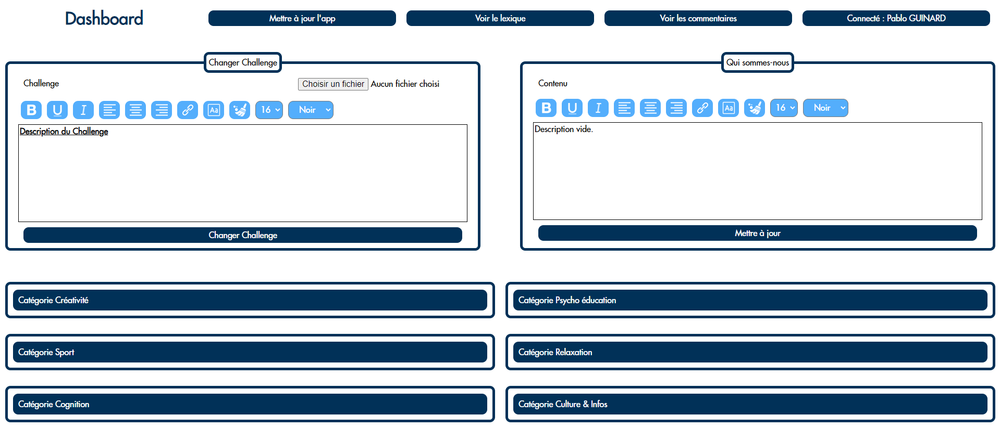 Dashboard
Mettre à jour l'app
Voir le lexique
Voir les commentaires
Connecté : Pablo GUINARD
Changer Challenge
Challenge
Choisir un fichier Aucun fichier choisi
B U I Aa 16 Noir
Description du Challenge
Changer Challenge
Qui sommes-nous
Contenu
B U I Aa 16 Noir
Description vide.
Mettre à jour
Catégorie Créativité
Catégorie Psycho éducation
Catégorie Sport
Catégorie Relaxation
Catégorie Cognition
Catégorie Culture & Infos